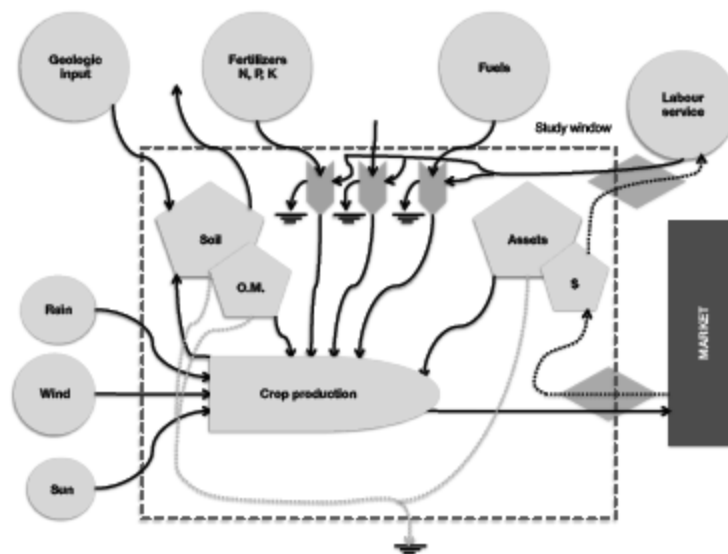 Geologic
input
Fertilizers
N, P, K
Fuels
Labour
service
Study window
Soil
Assets
O.M.
S
Rain
MARKET
Wind
Crop production
Sun